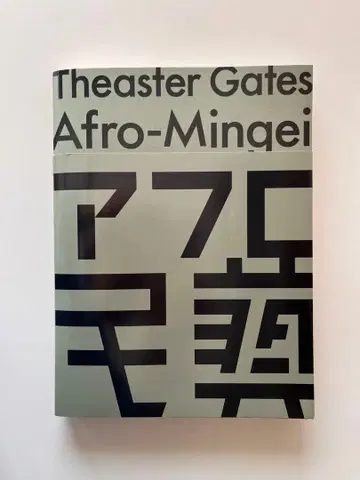 Theaster Gates
Afro-Mingei
アフロ
民藝